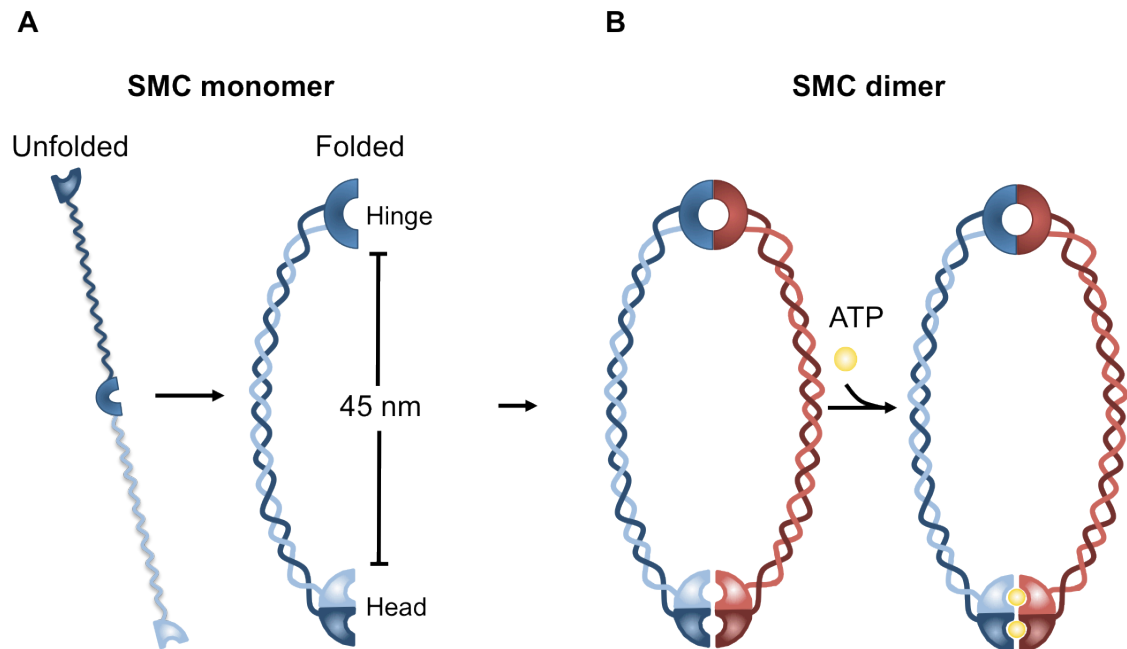 A
B
SMC monomer
SMC dimer
Unfolded
Folded
Hinge
ATP
45 nm
Head